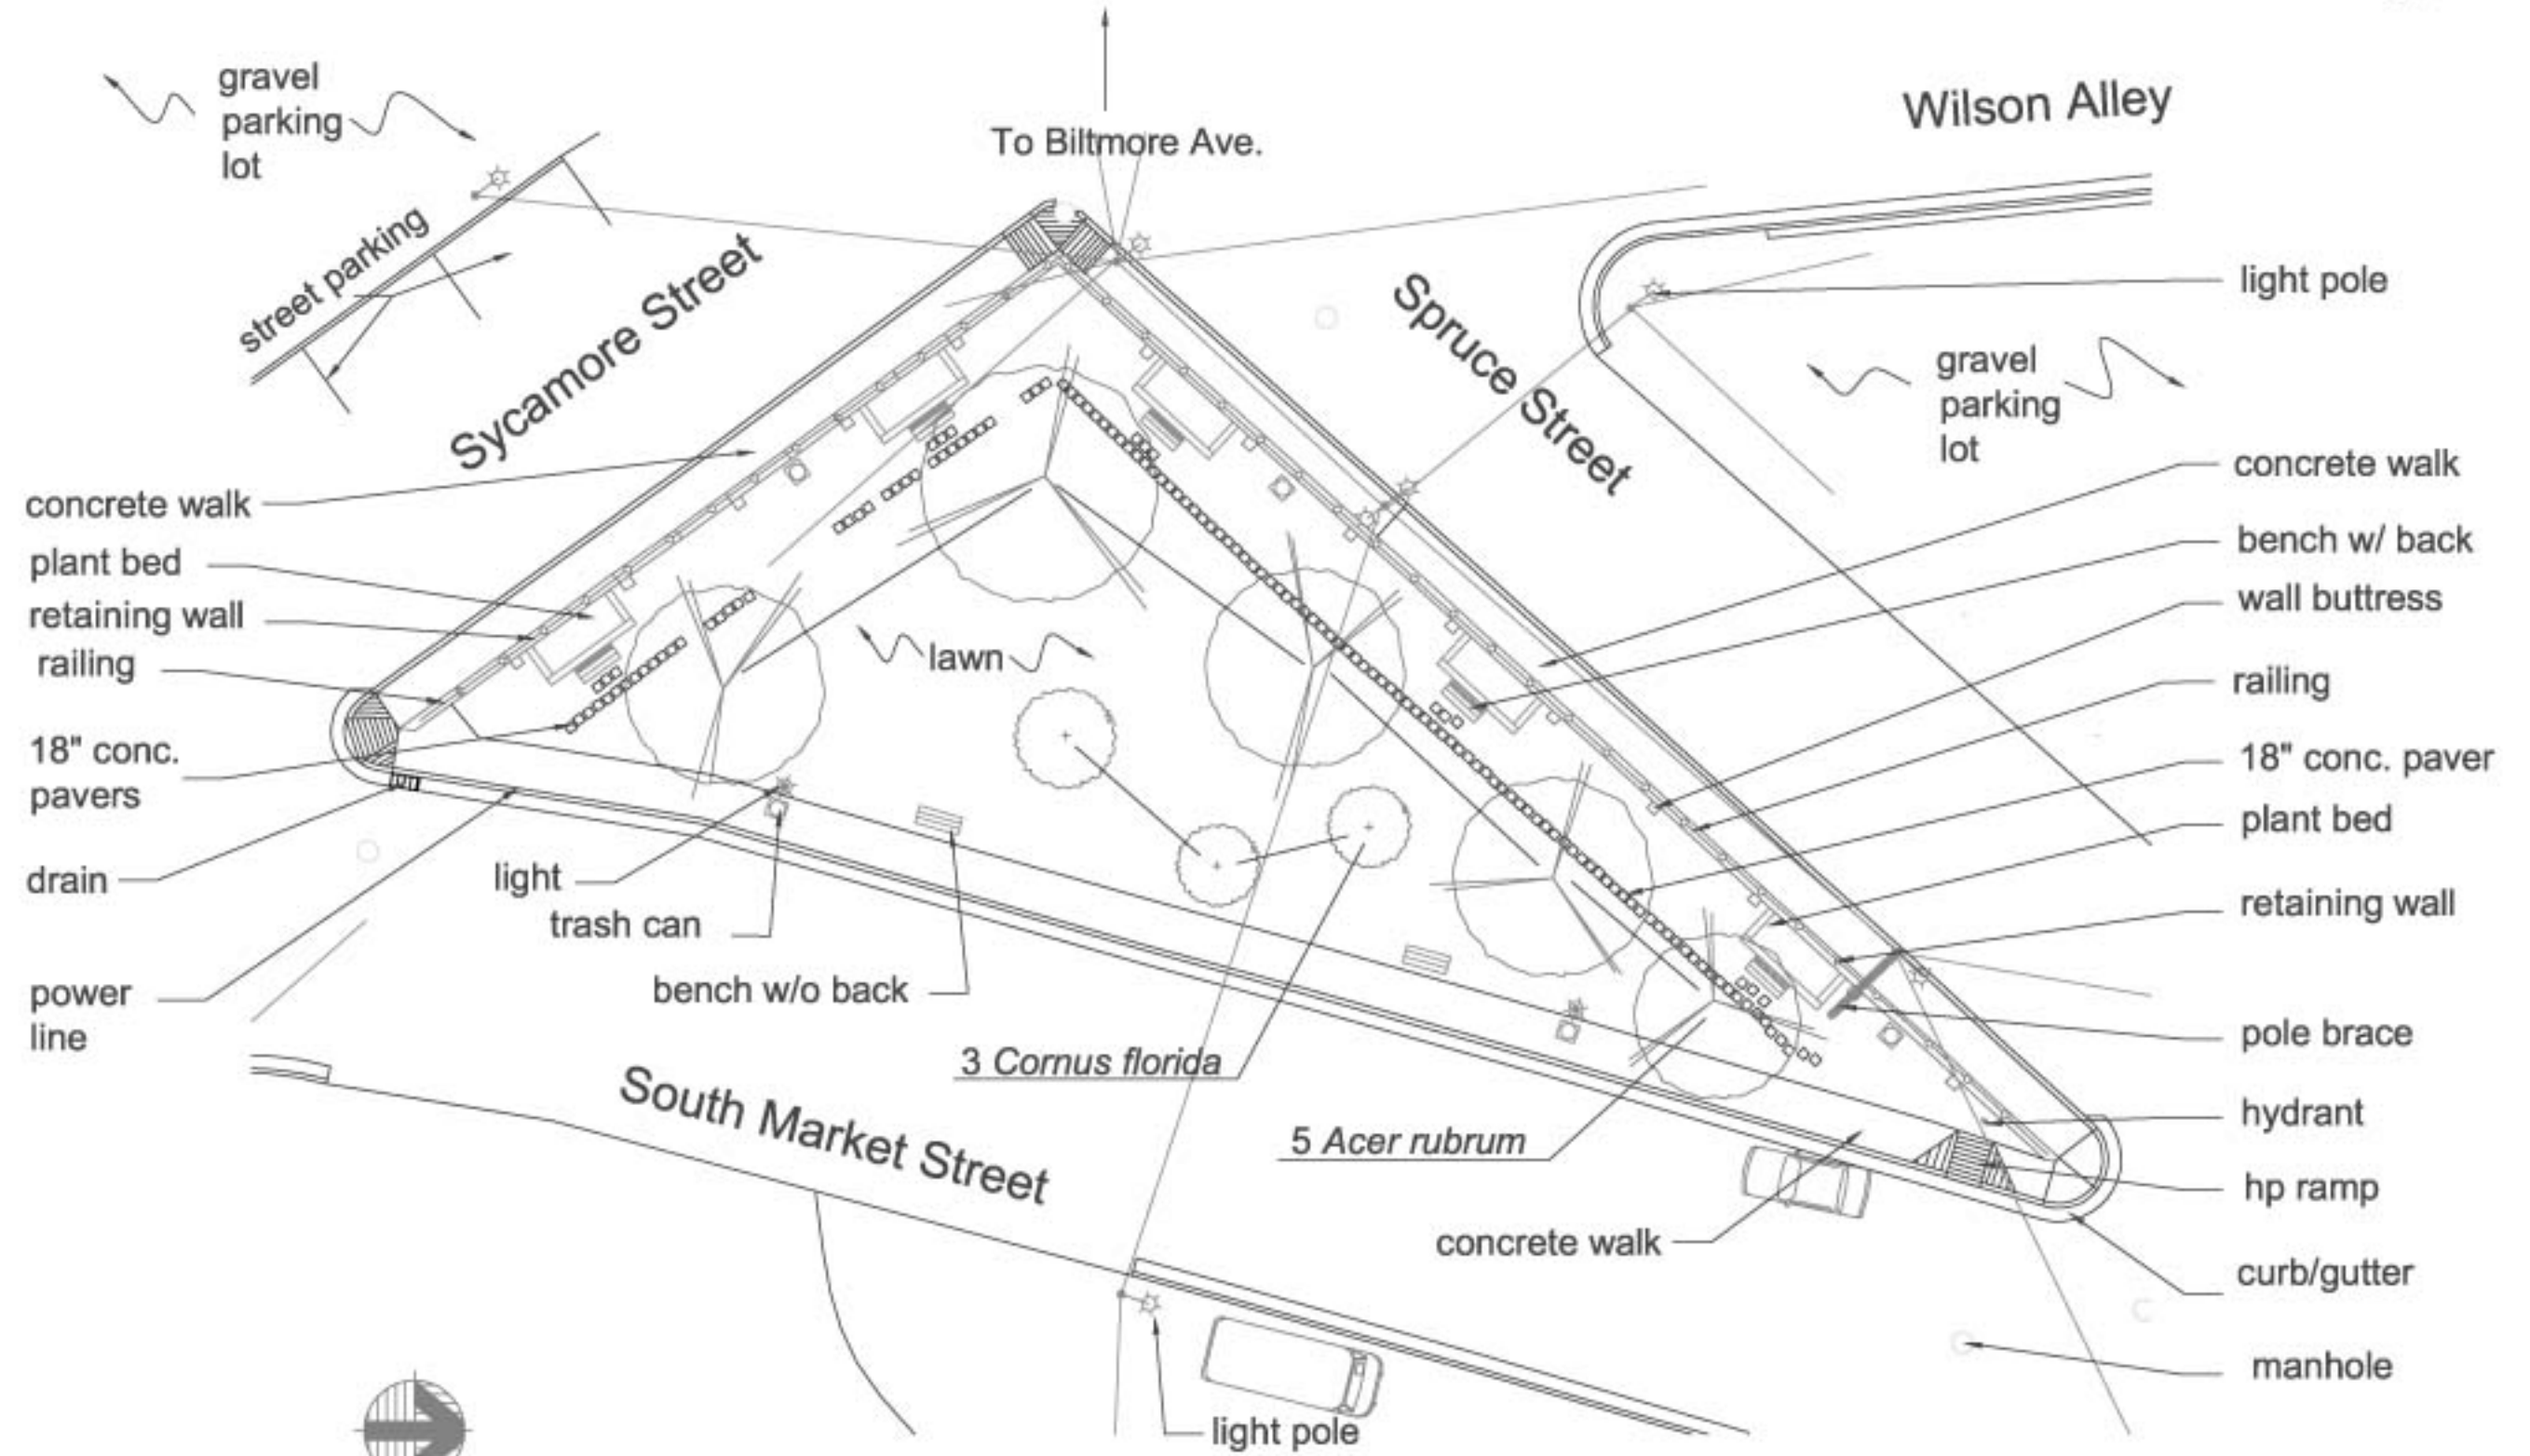 gravel
parking
lot
To Biltmore Ave.
Wilson Alley
street parking
Sycamore Street
Spruce Street
light pole
gravel
parking
lot
concrete walk
plant bed
retaining wall
railing
18" conc.
pavers
drain
power
line
lawn
light
trash can
bench w/o back
3 Cornus florida
5 Acer rubrum
South Market Street
concrete walk
light pole
concrete walk
bench w/ back
wall buttress
railing
18" conc. paver
plant bed
retaining wall
pole brace
hydrant
hp ramp
curb/gutter
manhole